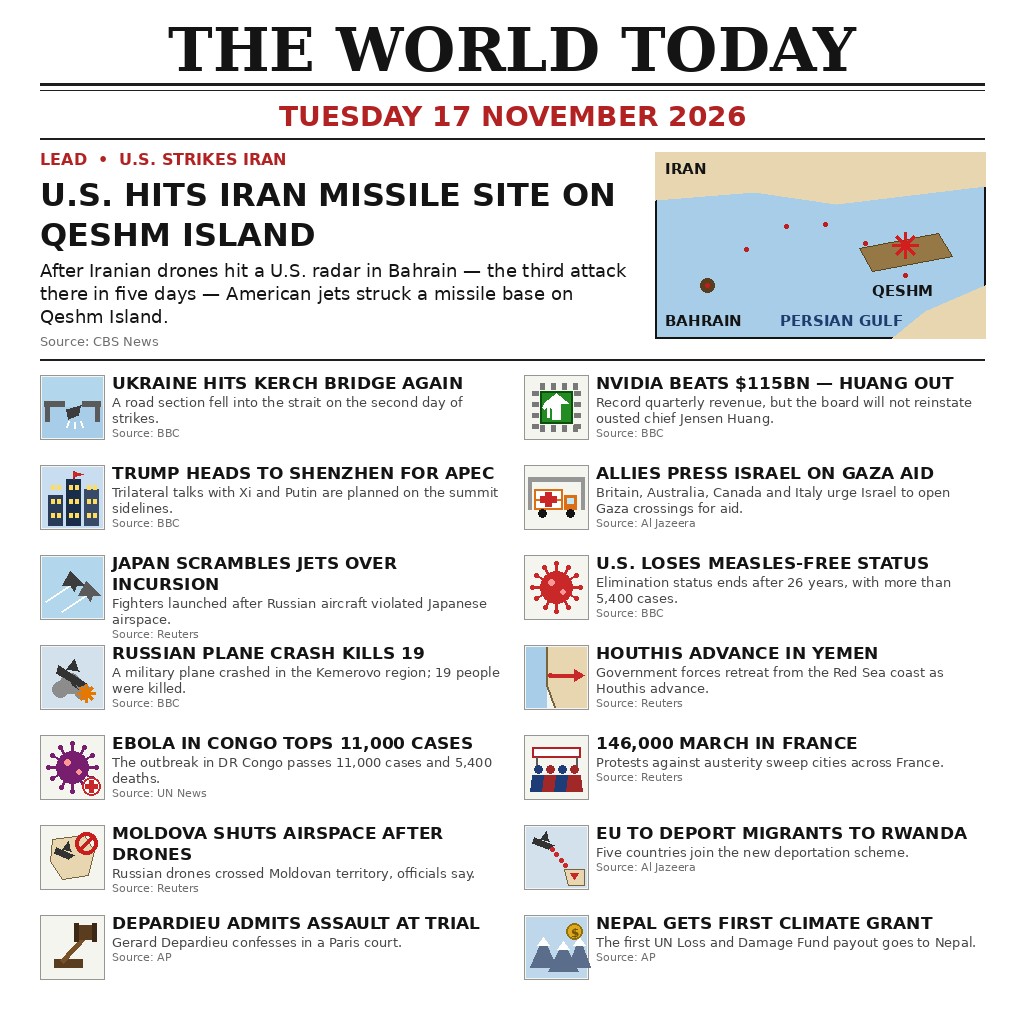 THE WORLD TODAY
TUESDAY 17 NOVEMBER 2026
LEAD • U.S. STRIKES IRAN
U.S. HITS IRAN MISSILE SITE ON
QESHM ISLAND
After Iranian drones hit a U.S. radar in Bahrain — the third attack
there in five days — American jets struck a missile base on
Qeshm Island.
Source: CBS News
IRAN
QESHM
BAHRAIN
PERSIAN GULF
UKRAINE HITS KERCH BRIDGE AGAIN
A road section fell into the strait on the second day of
strikes.
Source: BBC
NVIDIA BEATS $115BN — HUANG OUT
Record quarterly revenue, but the board will not reinstate
ousted chief Jensen Huang.
Source: BBC
TRUMP HEADS TO SHENZHEN FOR APEC
Trilateral talks with Xi and Putin are planned on the summit
sidelines.
Source: BBC
ALLIES PRESS ISRAEL ON GAZA AID
Britain, Australia, Canada and Italy urge Israel to open
Gaza crossings for aid.
Source: Al Jazeera
JAPAN SCRAMBLES JETS OVER
INCURSION
Fighters launched after Russian aircraft violated Japanese
airspace.
Source: Reuters
U.S. LOSES MEASLES-FREE STATUS
Elimination status ends after 26 years, with more than
5,400 cases.
Source: BBC
RUSSIAN PLANE CRASH KILLS 19
A military plane crashed in the Kemerovo region; 19 people
were killed.
Source: BBC
HOUTHIS ADVANCE IN YEMEN
Government forces retreat from the Red Sea coast as
Houthis advance.
Source: Reuters
EBOLA IN CONGO TOPS 11,000 CASES
The outbreak in DR Congo passes 11,000 cases and 5,400
deaths.
Source: UN News
146,000 MARCH IN FRANCE
Protests against austerity sweep cities across France.
Source: Reuters
MOLDOVA SHUTS AIRSPACE AFTER
DRONES
Russian drones crossed Moldovan territory, officials say.
Source: Reuters
EU TO DEPORT MIGRANTS TO RWANDA
Five countries join the new deportation scheme.
Source: Al Jazeera
DEPARDIEU ADMITS ASSAULT AT TRIAL
Gerard Depardieu confesses in a Paris court.
Source: AP
$
NEPAL GETS FIRST CLIMATE GRANT
The first UN Loss and Damage Fund payout goes to Nepal.
Source: AP